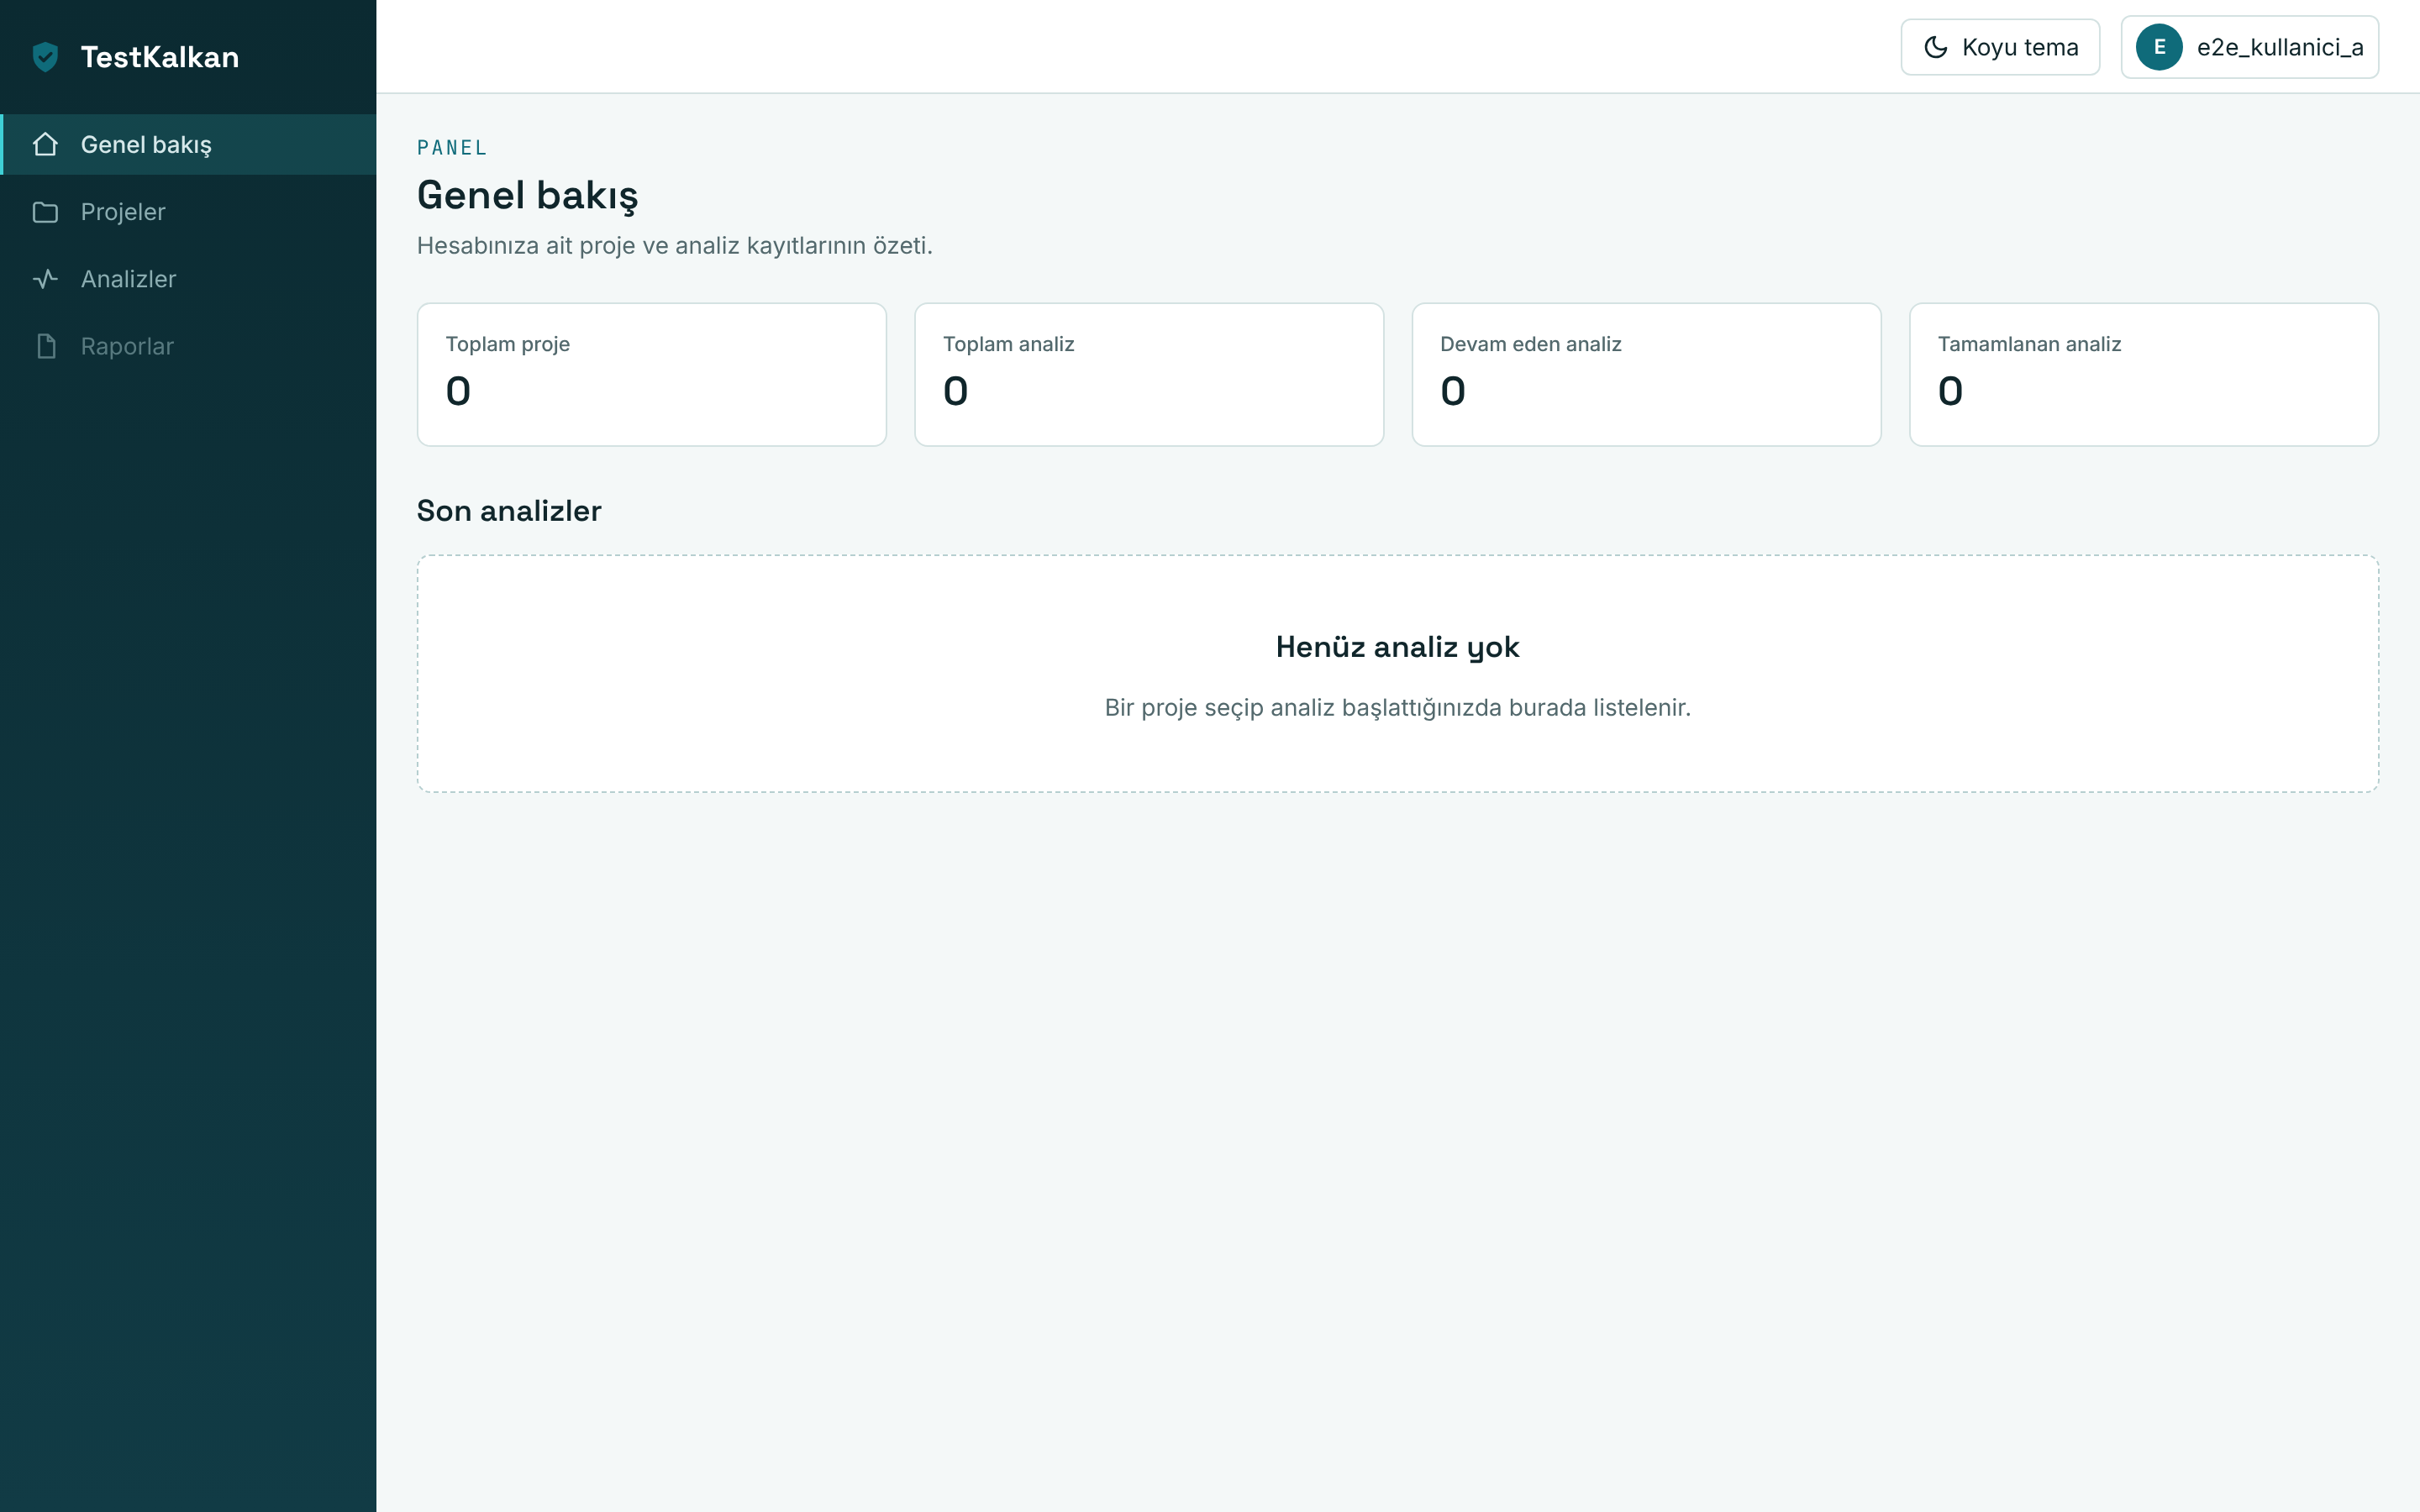 TestKalkan
Genel bakış
Projeler
Analizler
Raporlar
Koyu tema
E
e2e_kullanici_a
PANEL
Genel bakış
Hesabınıza ait proje ve analiz kayıtlarının özeti.
Toplam proje
0
Toplam analiz
0
Devam eden analiz
0
Tamamlanan analiz
0
Son analizler
Henüz analiz yok
Bir proje seçip analiz başlattığınızda burada listelenir.